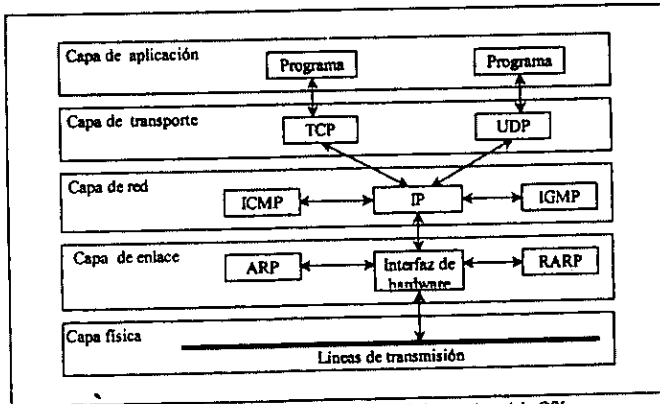 Capa de aplicación
Programa Programa
Capa de transporte
TCP UDP
Capa de red
ICMP IP IGMP
Capa de enlace
ARP Interfaz de hardware RARP
Capa física
Lineas de transmisión